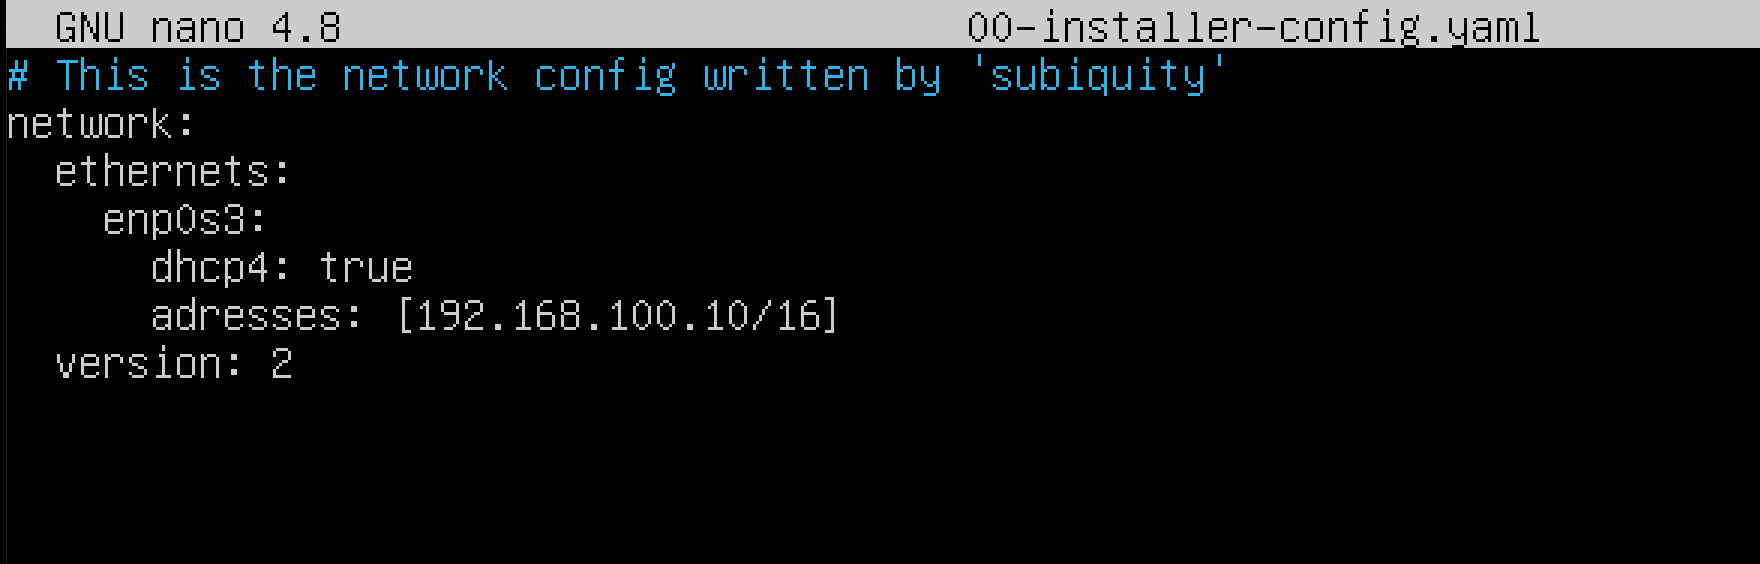 GNU nano 4.8 00-installer-config.yaml
# This is the network config written by 'subiquity'
network:
  ethernets:
    enp0s3:
      dhcp4: true
      adresses: [192.168.100.10/16]
  version: 2